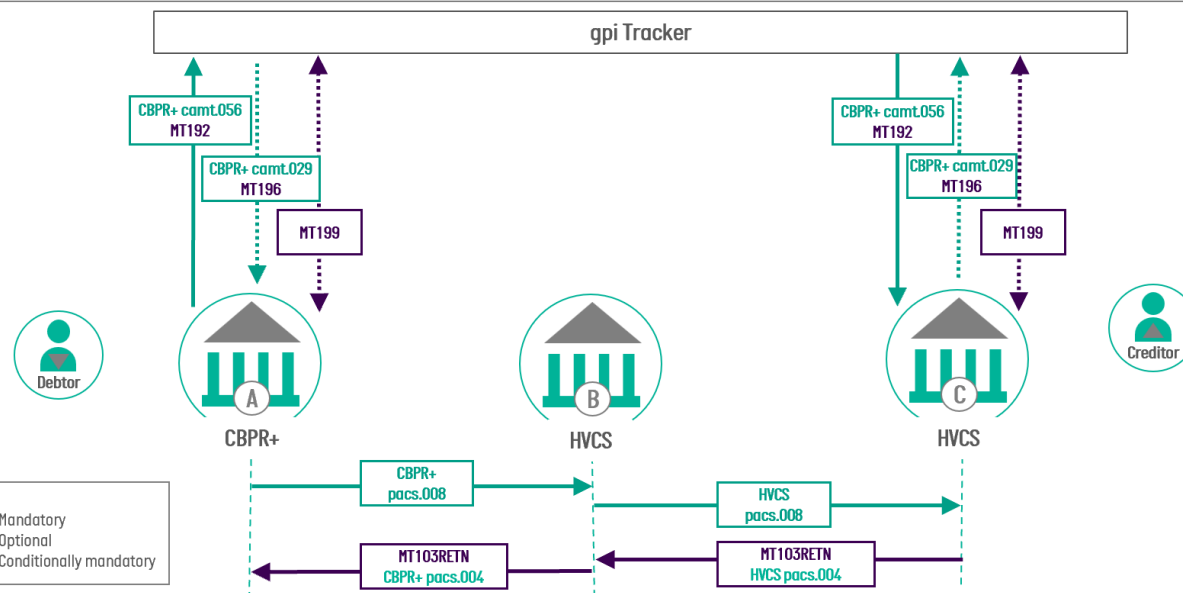 gpi Tracker
CBPR+ camt.056
MT192
CBPR+ camt.029
MT196
MT199
CBPR+ camt.056
MT192
CBPR+ camt.029
MT196
MT199
Debtor
A
B
C
Creditor
CBPR+
HVCS
HVCS
CBPR+
pacs.008
HVCS
pacs.008
Mandatory
Optional
Conditionally mandatory
MT103RETN
CBPR+ pacs.004
MT103RETN
HVCS pacs.004